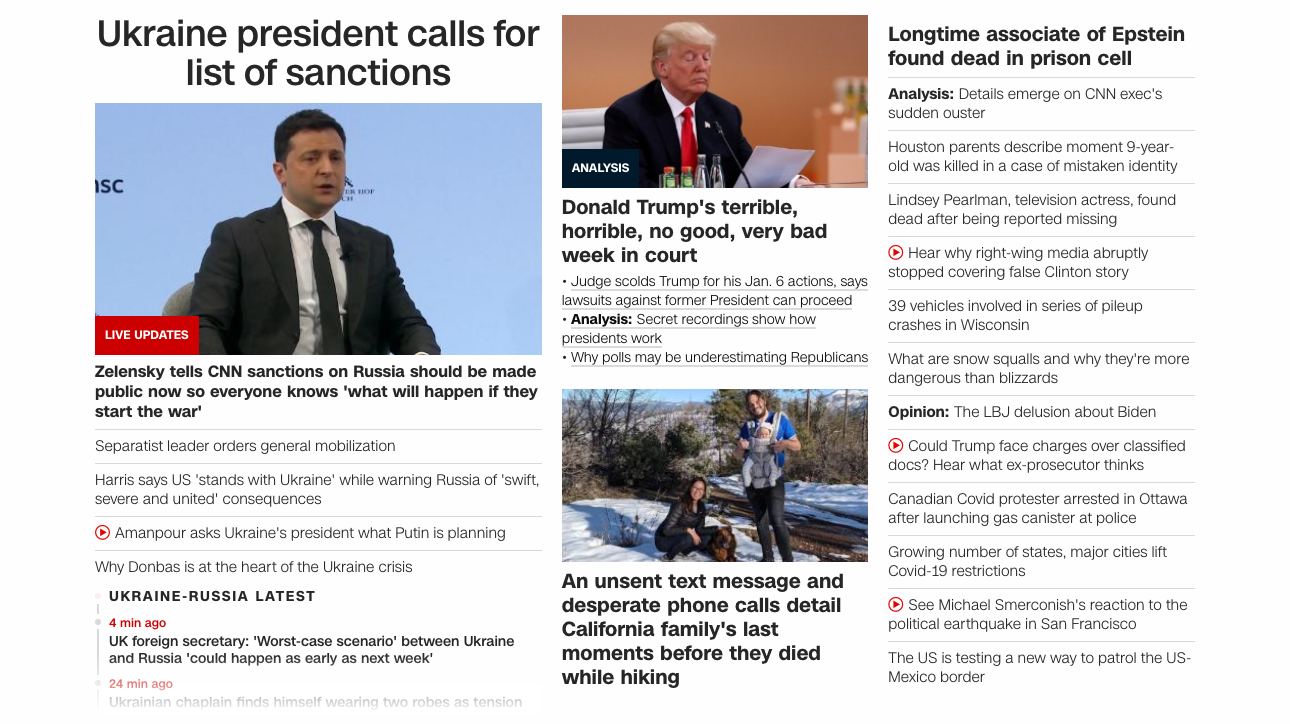 Ukraine president calls for
list of sanctions
nsc
LIVE UPDATES
Zelensky tells CNN sanctions on Russia should be made
public now so everyone knows 'what will happen if they
start the war'
Separatist leader orders general mobilization
Harris says US 'stands with Ukraine' while warning Russia of 'swift,
severe and united' consequences
Amanpour asks Ukraine's president what Putin is planning
Why Donbas is at the heart of the Ukraine crisis
UKRAINE-RUSSIA LATEST
4 min ago
UK foreign secretary: 'Worst-case scenario' between Ukraine
and Russia 'could happen as early as next week'
24 min ago
Ukrainian chaplain finds himself wearing two robes as tension
ANALYSIS
Donald Trump's terrible,
horrible, no good, very bad
week in court
• Judge scolds Trump for his Jan. 6 actions, says
lawsuits against former President can proceed
• Analysis: Secret recordings show how
presidents work
• Why polls may be underestimating Republicans
An unsent text message and
desperate phone calls detail
California family's last
moments before they died
while hiking
Longtime associate of Epstein
found dead in prison cell
Analysis: Details emerge on CNN exec's
sudden ouster
Houston parents describe moment 9-year-
old was killed in a case of mistaken identity
Lindsey Pearlman, television actress, found
dead after being reported missing
Hear why right-wing media abruptly
stopped covering false Clinton story
39 vehicles involved in series of pileup
crashes in Wisconsin
What are snow squalls and why they're more
dangerous than blizzards
Opinion: The LBJ delusion about Biden
Could Trump face charges over classified
docs? Hear what ex-prosecutor thinks
Canadian Covid protester arrested in Ottawa
after launching gas canister at police
Growing number of states, major cities lift
Covid-19 restrictions
See Michael Smerconish's reaction to the
political earthquake in San Francisco
The US is testing a new way to patrol the US-
Mexico border